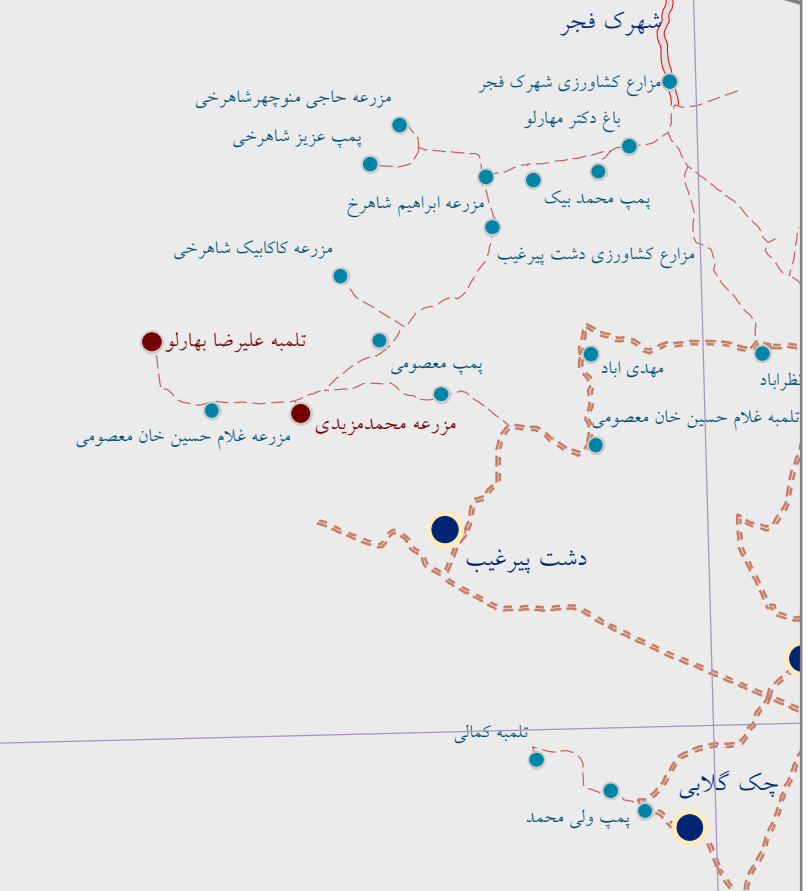 شهرک فجر
مزارع کشاورزی شهرک فجر
مزرعه حاجی منوچهرشاهرخی
باغ دکتر مهارلو
پمپ عزیز شاهرخی
پمپ محمد بیک
مزرعه ابراهیم شاهرخ
مزارع کشاورزی دشت پیرغیب
مزرعه کاکابیک شاهرخی
تلمبه علیرضا بهارلو
پمپ معصومی
مهدی اباد
نظراباد
تلمبه غلام حسین خان معصومی
مزرعه محمدمزیدی
مزرعه غلام حسین خان معصومی
دشت پیرغیب
تلمبه کمالی
چک گلابی
پمپ ولی محمد